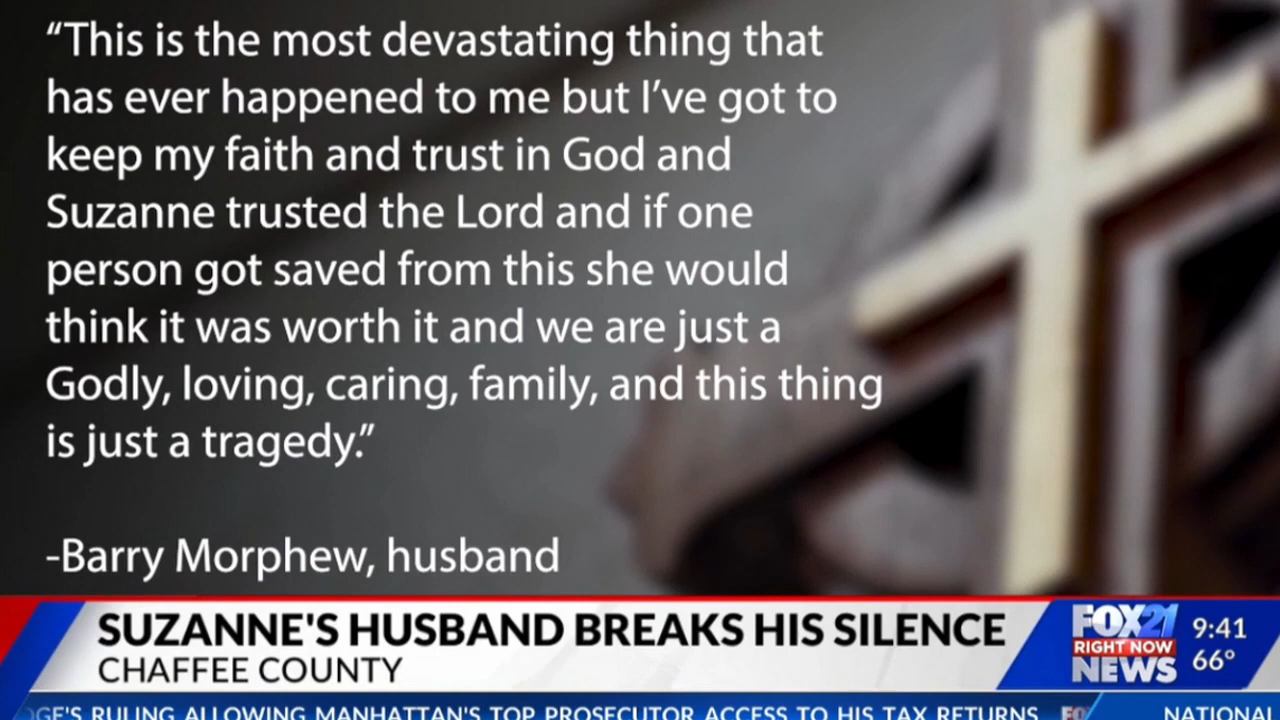 “This is the most devastating thing that
has ever happened to me but I’ve got to
keep my faith and trust in God and
Suzanne trusted the Lord and if one
person got saved from this she would
think it was worth it and we are just a
Godly, loving, caring, family, and this thing
is just a tragedy.”
-Barry Morphew, husband
SUZANNE'S HUSBAND BREAKS HIS SILENCE
CHAFFEE COUNTY
FOX21
RIGHT NOW
NEWS
9:41
66°
RULING ALLOWING MANHATTAN'S TOP PROSECUTOR ACCESS TO HIS TAX RETURNS
NATIONAL